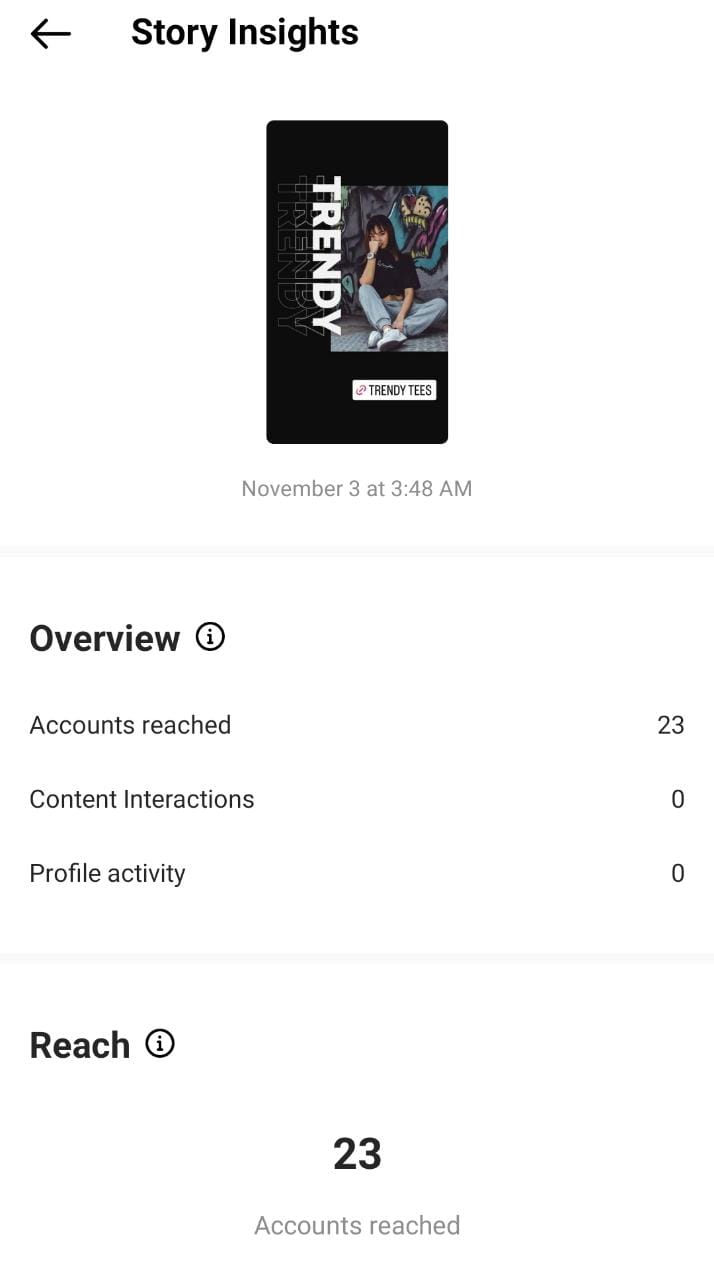 Story Insights
TRENDY
TRENDY
TRENDY
TRENDY TEES
November 3 at 3:48 AM
Overview
Accounts reached 23
Content Interactions 0
Profile activity 0
Reach
23
Accounts reached